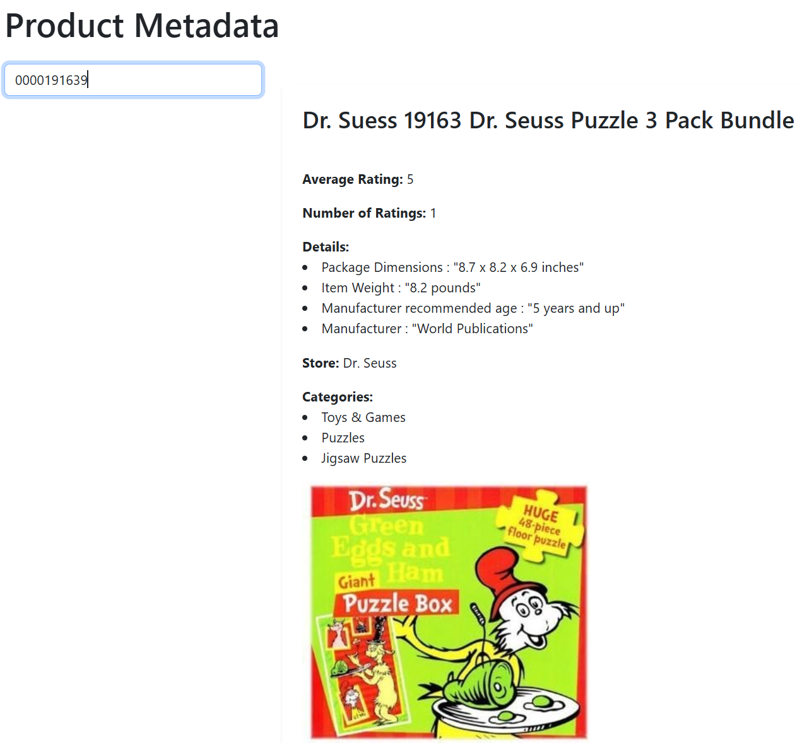 Product Metadata
0000191639
Dr. Suess 19163 Dr. Seuss Puzzle 3 Pack Bundle
Average Rating: 5
Number of Ratings: 1
Details:
• Package Dimensions : "8.7 x 8.2 x 6.9 inches"
• Item Weight : "8.2 pounds"
• Manufacturer recommended age : "5 years and up"
• Manufacturer : "World Publications"
Store: Dr. Seuss
Categories:
• Toys & Games
• Puzzles
• Jigsaw Puzzles
Dr. Seuss
Green
Eggs and
Ham
Giant
Puzzle Box
HUGE
48-piece
floor puzzle